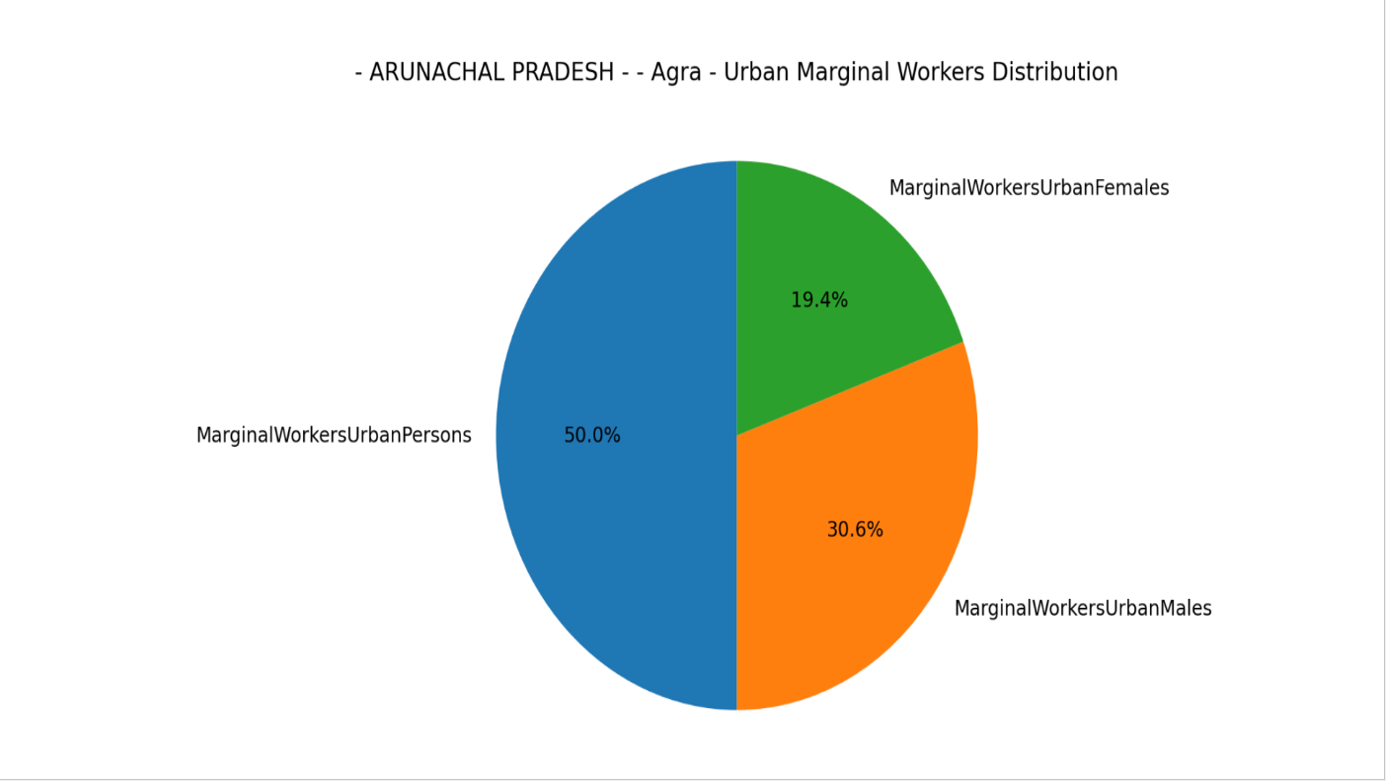 - ARUNACHAL PRADESH - - Agra - Urban Marginal Workers Distribution
MarginalWorkersUrbanFemales
19.4%
MarginalWorkersUrbanPersons
50.0%
30.6%
MarginalWorkersUrbanMales